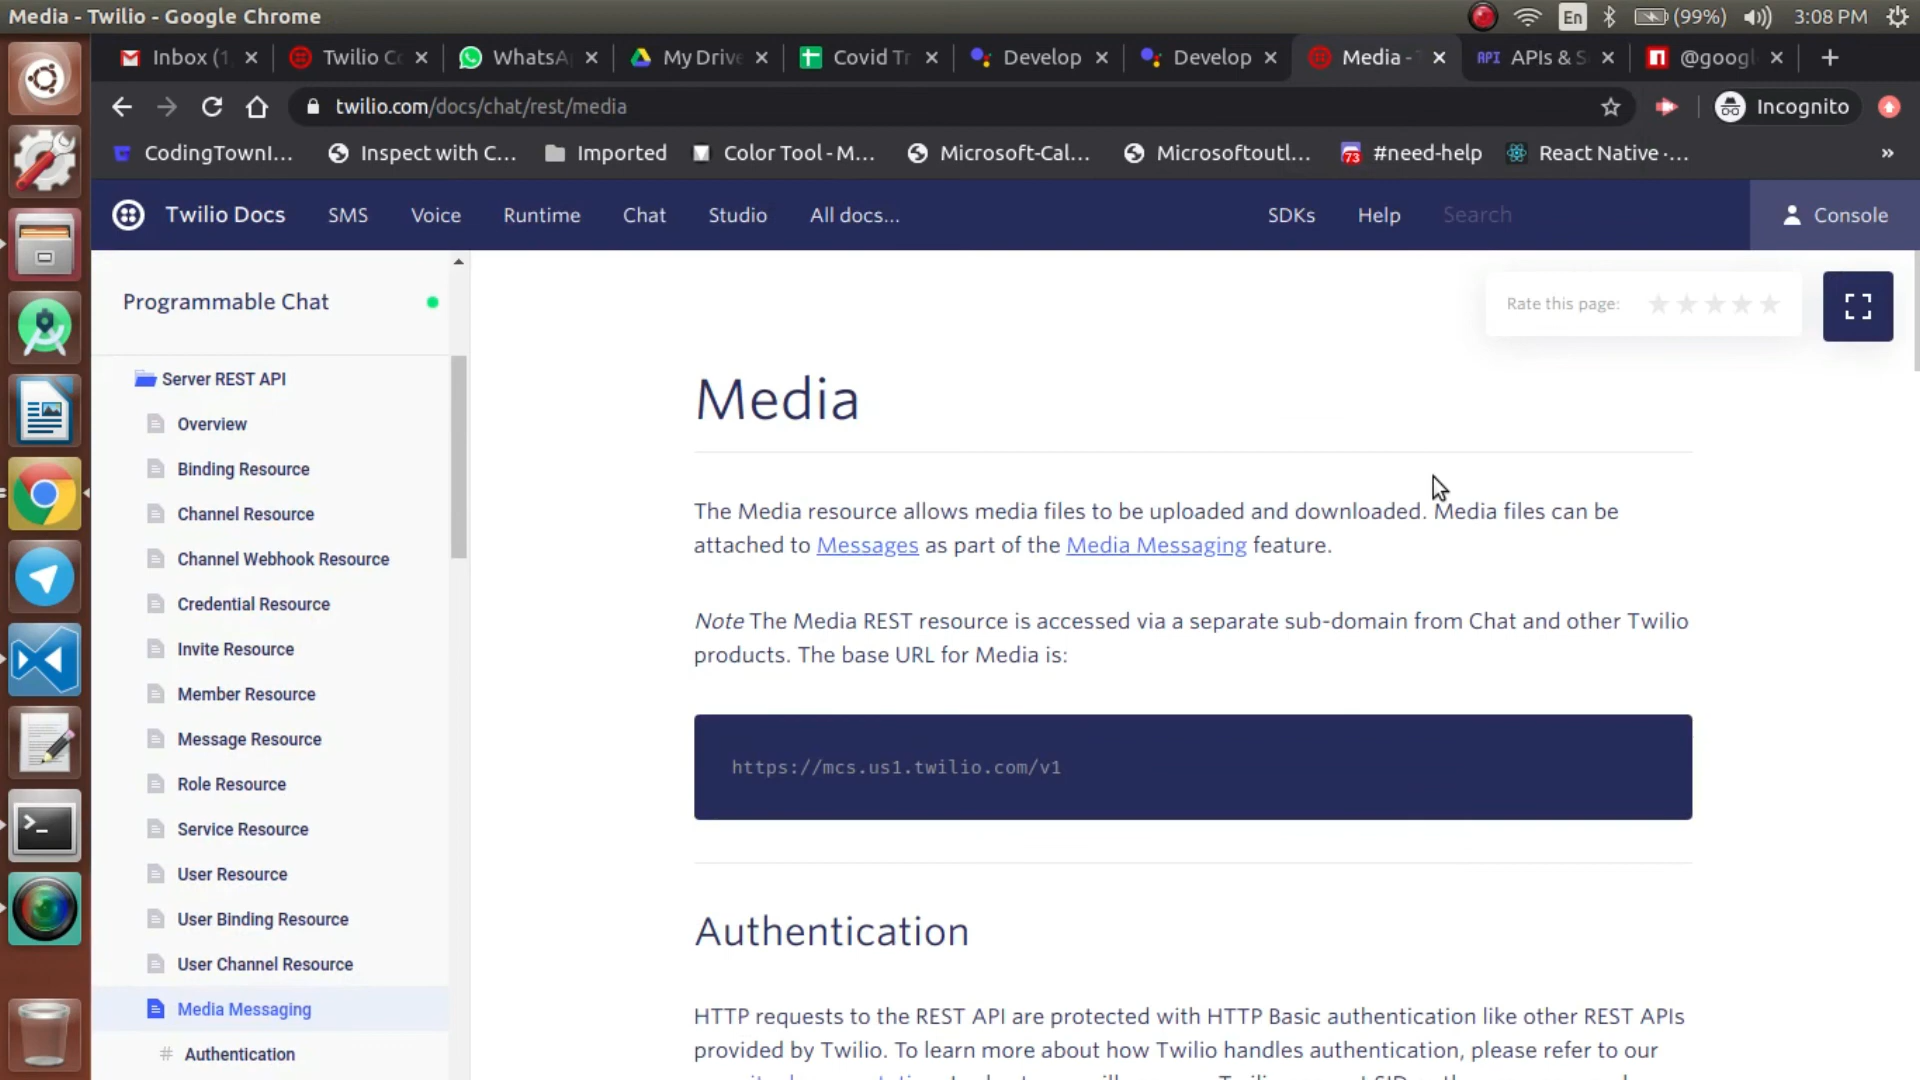 Media - Twilio - Google Chrome
En
(99%)
3:08 PM
Inbox (1
Twilio Co
WhatsA
My Drive
Covid Tr
Develop
Develop
Media -
API APIs & S
@googl
twilio.com/docs/chat/rest/media
Incognito
CodingTownI...
Inspect with C...
Imported
Color Tool - M...
Microsoft-Cal...
Microsoftoutl...
73 #need-help
React Native -...
»
Twilio Docs
SMS
Voice
Runtime
Chat
Studio
All docs...
SDKs
Help
Search
Console
Programmable Chat
Server REST API
Overview
Binding Resource
Channel Resource
Channel Webhook Resource
Credential Resource
Invite Resource
Member Resource
Message Resource
Role Resource
Service Resource
User Resource
User Binding Resource
User Channel Resource
Media Messaging
# Authentication
Rate this page:
Media
The Media resource allows media files to be uploaded and downloaded. Media files can be
attached to Messages as part of the Media Messaging feature.
Note The Media REST resource is accessed via a separate sub-domain from Chat and other Twilio
products. The base URL for Media is:
https://mcs.us1.twilio.com/v1
Authentication
HTTP requests to the REST API are protected with HTTP Basic authentication like other REST APIs
provided by Twilio. To learn more about how Twilio handles authentication, please refer to our